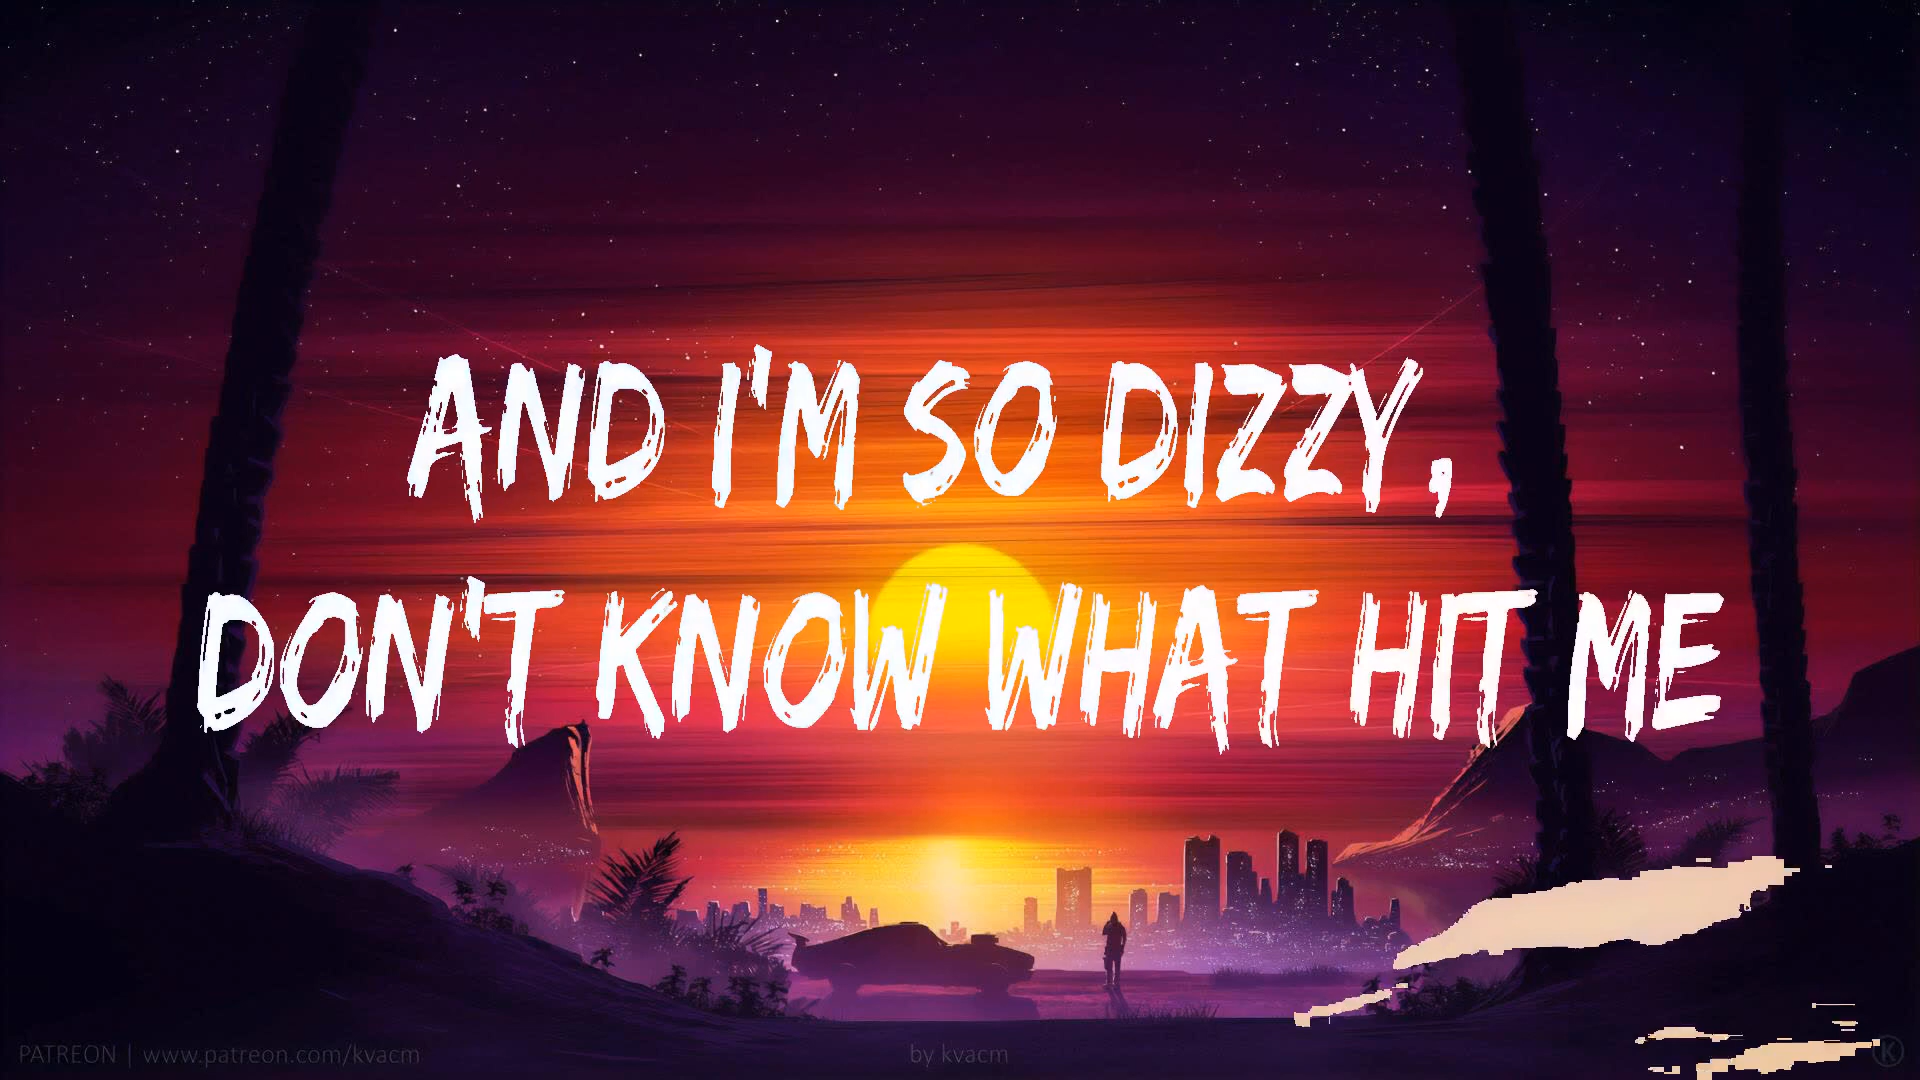 AND I'M SO DIZZY,
DON'T KNOW WHAT HIT ME
PATREON | www.patreon.com/kvacm
by kvacm
K